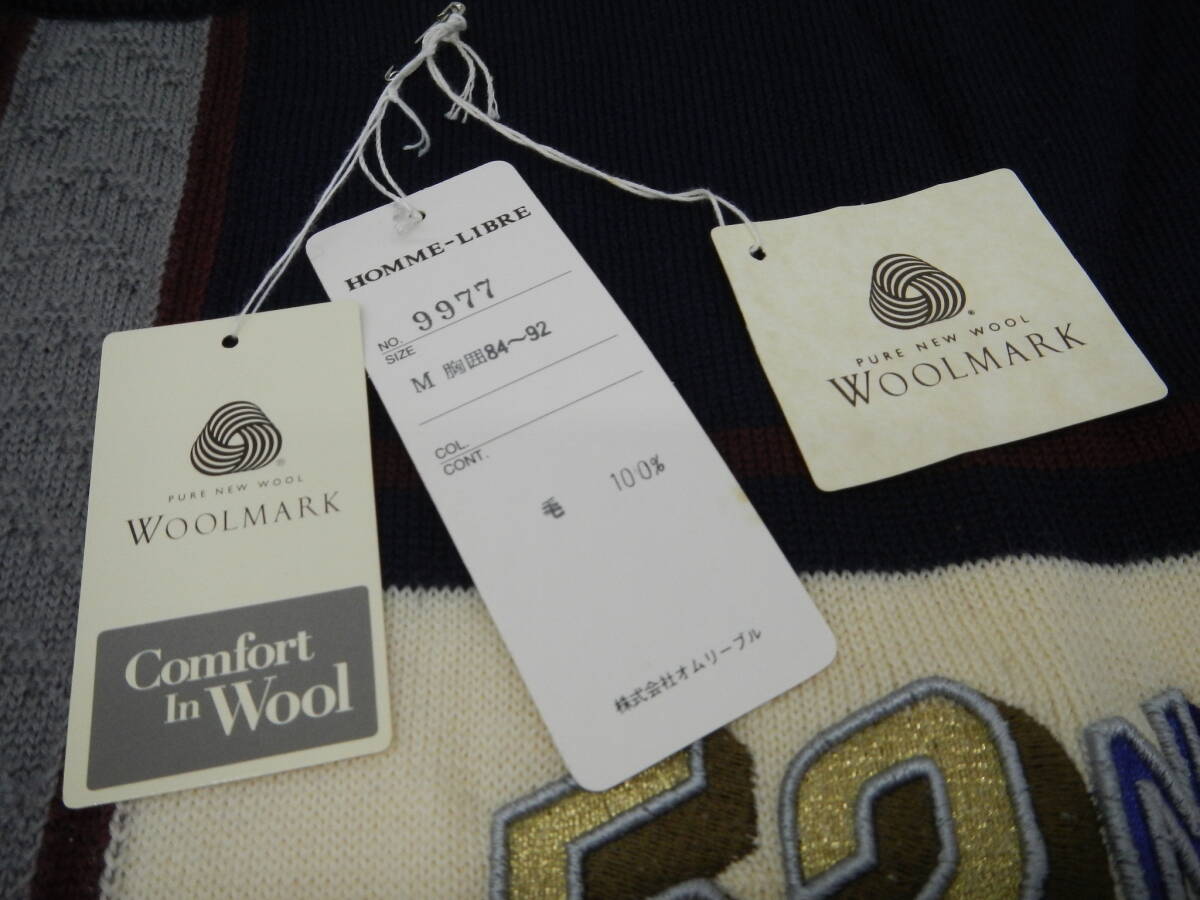 PURE NEW WOOL
WOOLMARK
Comfort
In Wool
HOMME-LIBRE
NO. 9977
SIZE
M 胸囲84〜92
COL.
CONT.
毛 100%
株式会社オムリーブル
PURE NEW WOOL
WOOLMARK